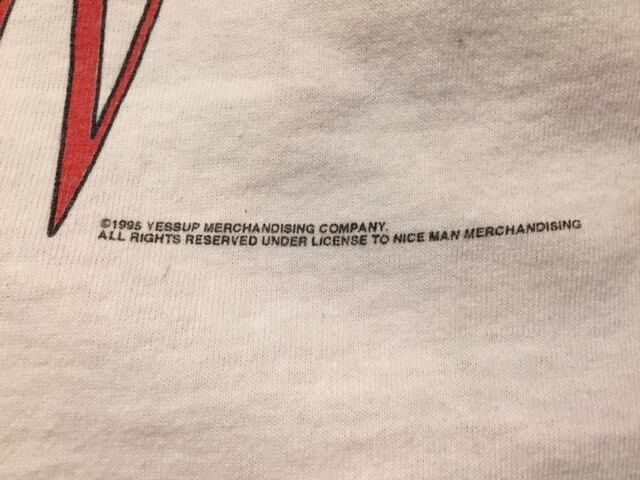 ©1995 YESSUP MERCHANDISING COMPANY.
ALL RIGHTS RESERVED UNDER LICENSE TO NICE MAN MERCHANDISING